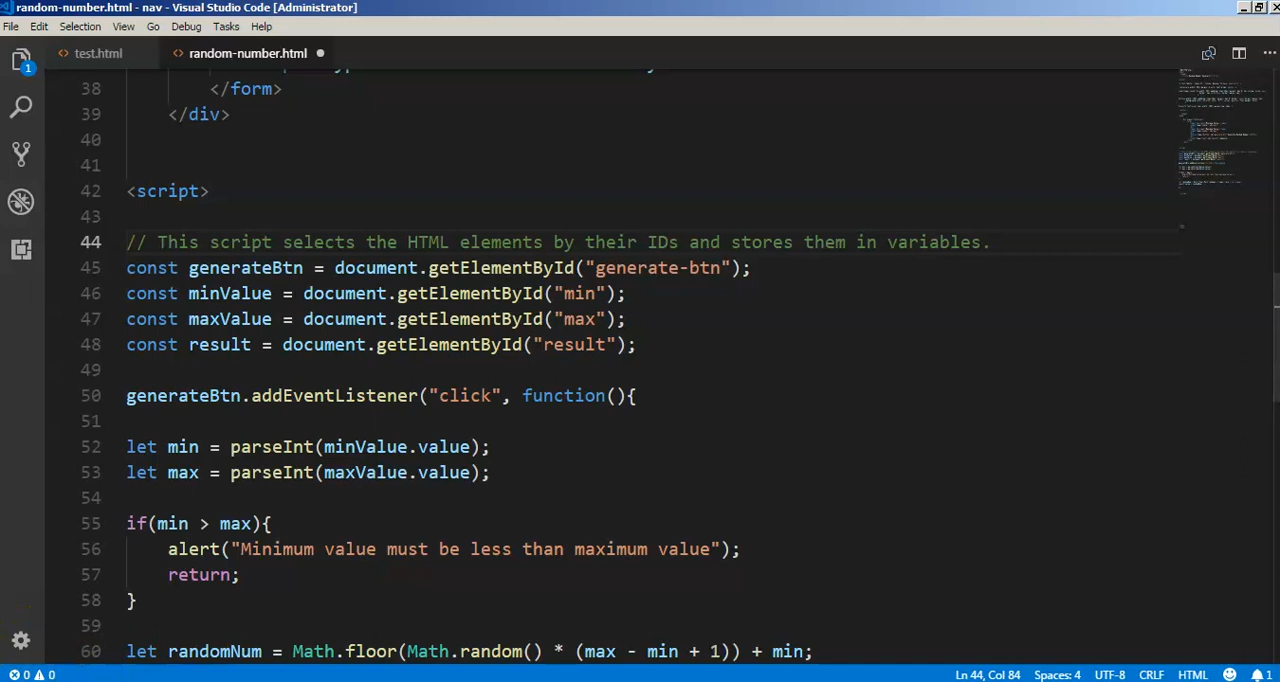 random-number.html - nav - Visual Studio Code [Administrator]
File Edit Selection View Go Debug Tasks Help
1 test.html random-number.html
38 </form>
39 </div>
40
41
42 <script>
43
44 // This script selects the HTML elements by their IDs and stores them in variables.
45 const generateBtn = document.getElementById("generate-btn");
46 const minValue = document.getElementById("min");
47 const maxValue = document.getElementById("max");
48 const result = document.getElementById("result");
49
50 generateBtn.addEventListener("click", function(){
51
52 let min = parseInt(minValue.value);
53 let max = parseInt(maxValue.value);
54
55 if(min > max){
56 alert("Minimum value must be less than maximum value");
57 return;
58 }
59
60 let randomNum = Math.floor(Math.random() * (max - min + 1)) + min;
0 0 Ln 44, Col 84 Spaces: 4 UTF-8 CRLF HTML 1